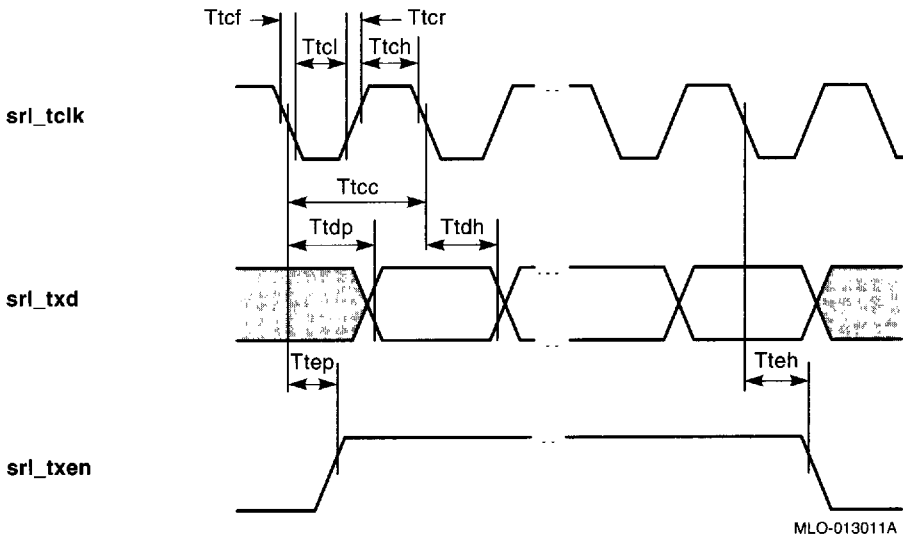 Ttcf
Ttcr
Ttcl
Ttch
srl_tclk
Ttcc
Ttdp
Ttdh
srl_txd
Ttep
Tteh
srl_txen
MLO-013011A